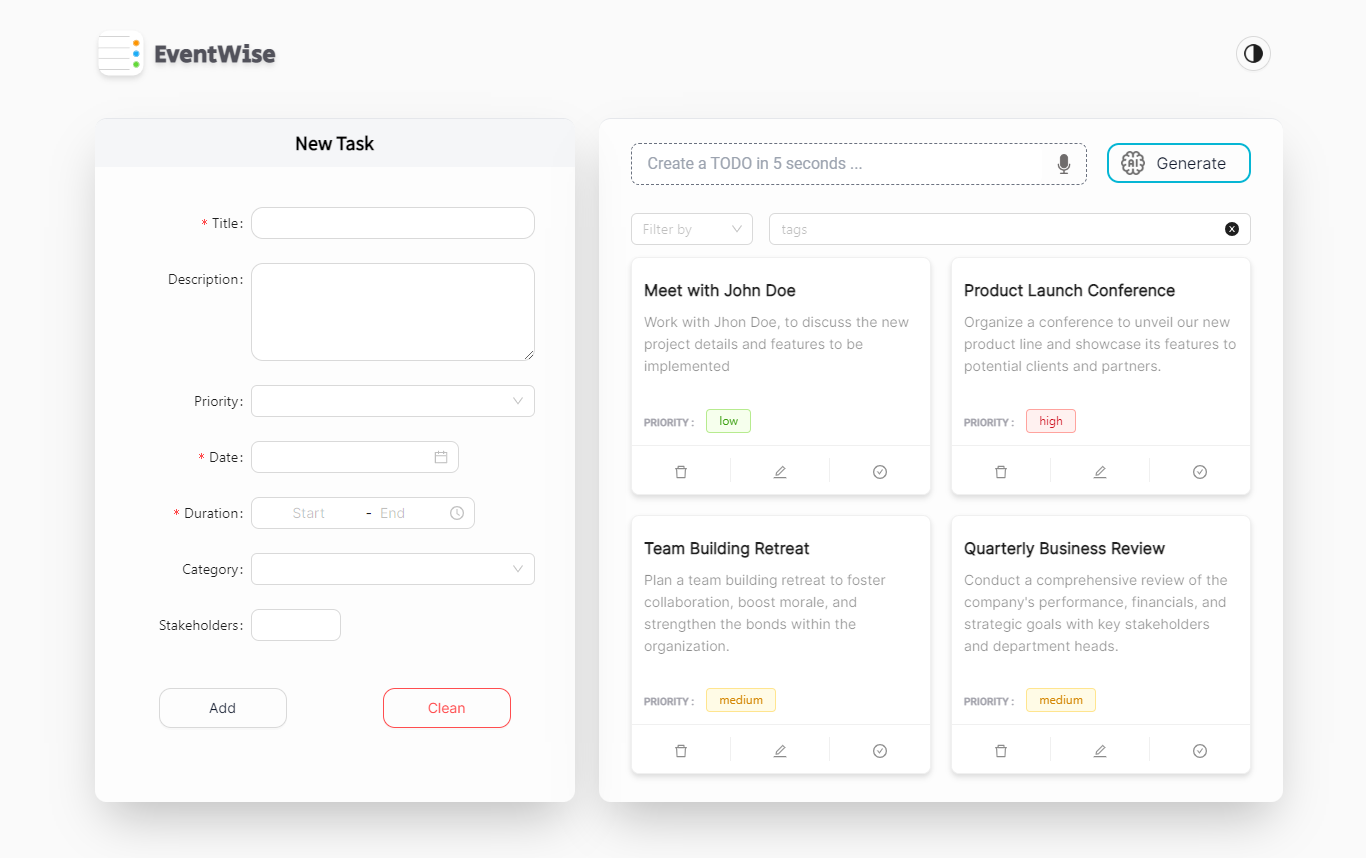 EventWise
New Task
* Title:
Description:
Priority:
* Date:
* Duration: Start - End
Category:
Stakeholders:
Add Clean
Create a TODO in 5 seconds ...
AI Generate
Filter by tags
Meet with John Doe
Work with Jhon Doe, to discuss the new
project details and features to be
implemented
PRIORITY : low
Product Launch Conference
Organize a conference to unveil our new
product line and showcase its features to
potential clients and partners.
PRIORITY : high
Team Building Retreat
Plan a team building retreat to foster
collaboration, boost morale, and
strengthen the bonds within the
organization.
PRIORITY : medium
Quarterly Business Review
Conduct a comprehensive review of the
company's performance, financials, and
strategic goals with key stakeholders
and department heads.
PRIORITY : medium